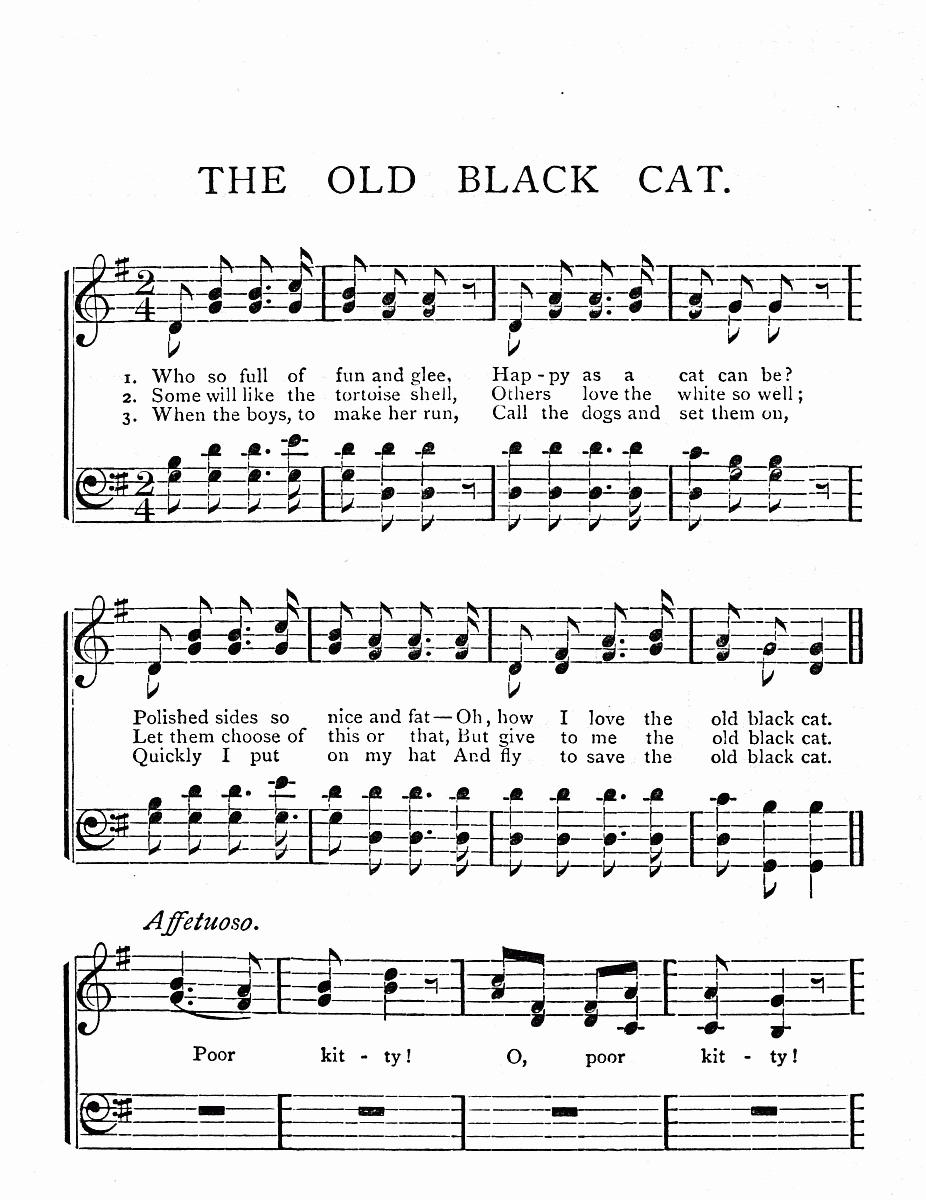 THE OLD BLACK CAT.
2
4
1. Who so full of fun and glee, Hap-py as a cat can be?
2. Some will like the tortoise shell, Others love the white so well;
3. When the boys, to make her run, Call the dogs and set them on,
2
4
Polished sides so nice and fat—Oh, how I love the old black cat.
Let them choose of this or that, But give to me the old black cat.
Quickly I put on my hat And fly to save the old black cat.
Affetuoso.
Poor kit - ty! O, poor kit - ty!